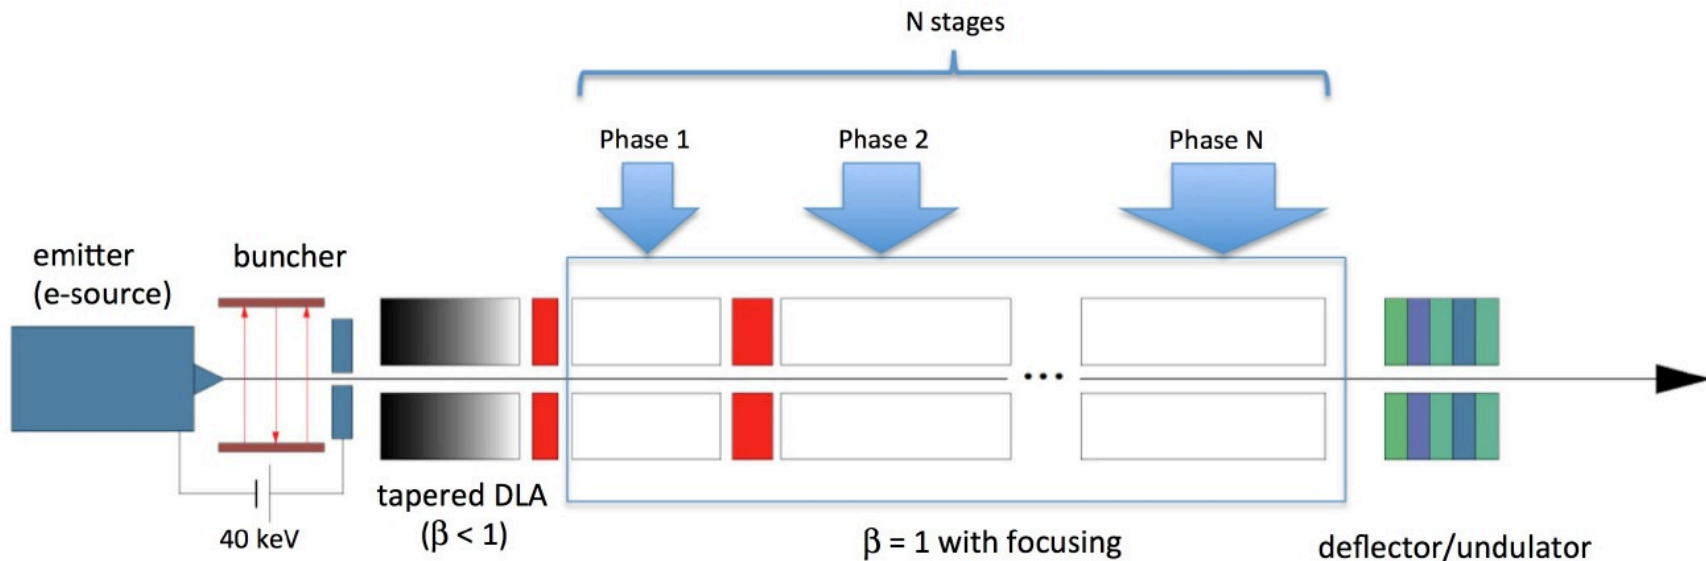 N stages
Phase 1
Phase 2
Phase N
emitter
(e-source)
buncher
tapered DLA
(β < 1)
40 keV
β = 1 with focusing
deflector/undulator
...